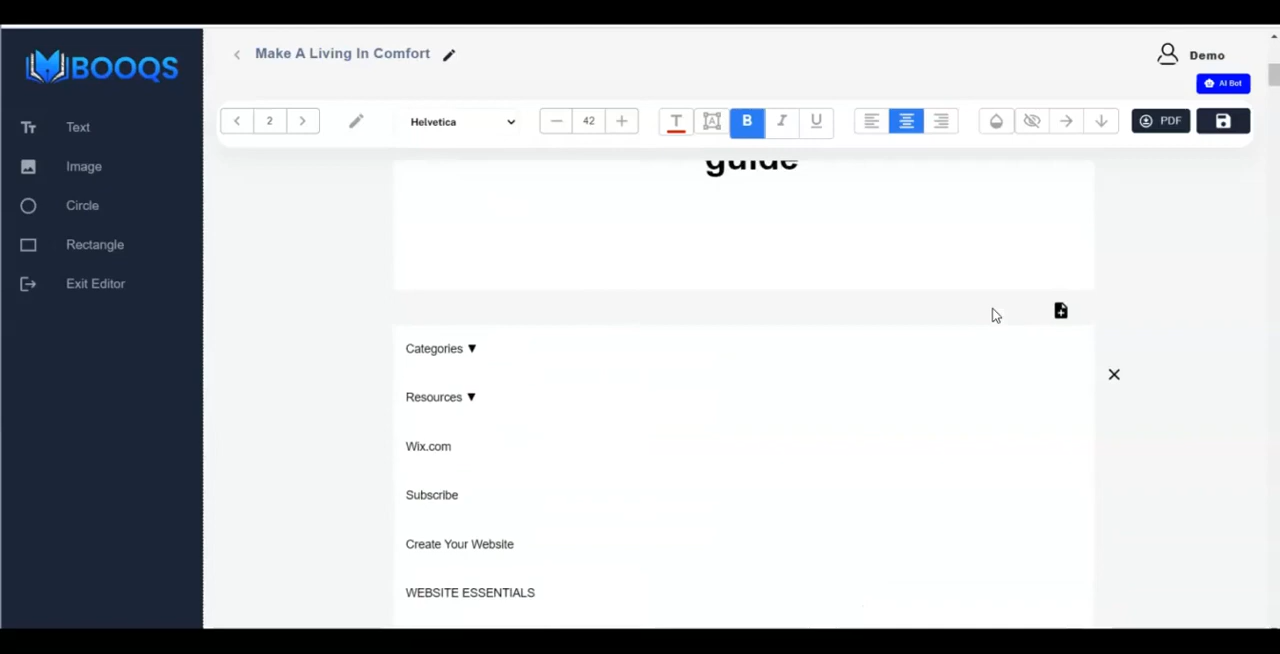 BOOQS
Make A Living In Comfort
Demo
AI Bot
2
Helvetica
42
T
A
B
I
U
PDF
Text
Image
Circle
Rectangle
Exit Editor
guide
Categories ▼
Resources ▼
Wix.com
Subscribe
Create Your Website
WEBSITE ESSENTIALS